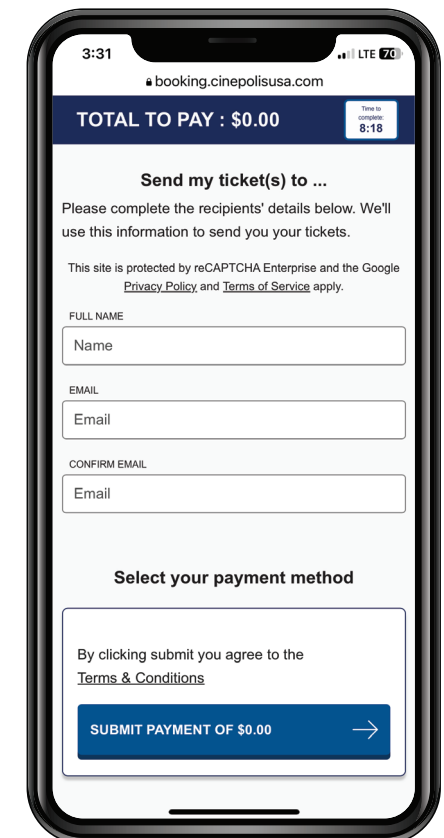 3:31 LTE 70
booking.cinepolisusa.com
TOTAL TO PAY : $0.00
Time to
complete:
8:18
Send my ticket(s) to ...
Please complete the recipients' details below. We'll
use this information to send you your tickets.
This site is protected by reCAPTCHA Enterprise and the Google
Privacy Policy and Terms of Service apply.
FULL NAME
Name
EMAIL
Email
CONFIRM EMAIL
Email
Select your payment method
By clicking submit you agree to the
Terms & Conditions
SUBMIT PAYMENT OF $0.00